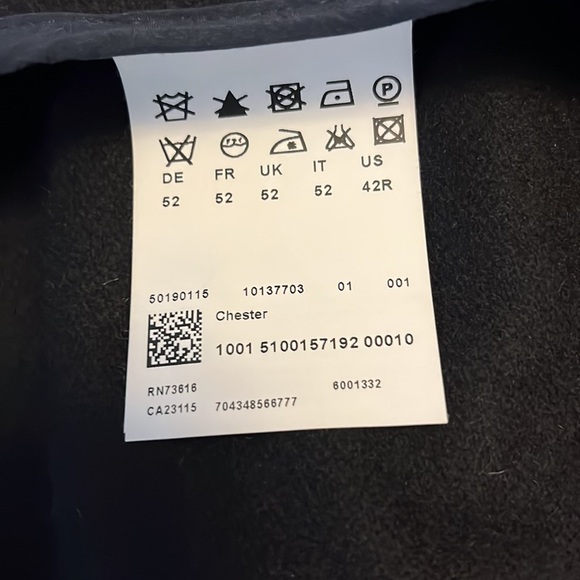 P
DE FR UK IT US
52 52 52 52 42R
50190115 10137703 01 001
Chester
1001 5100157192 00010
RN73616 6001332
CA23115 704348566777